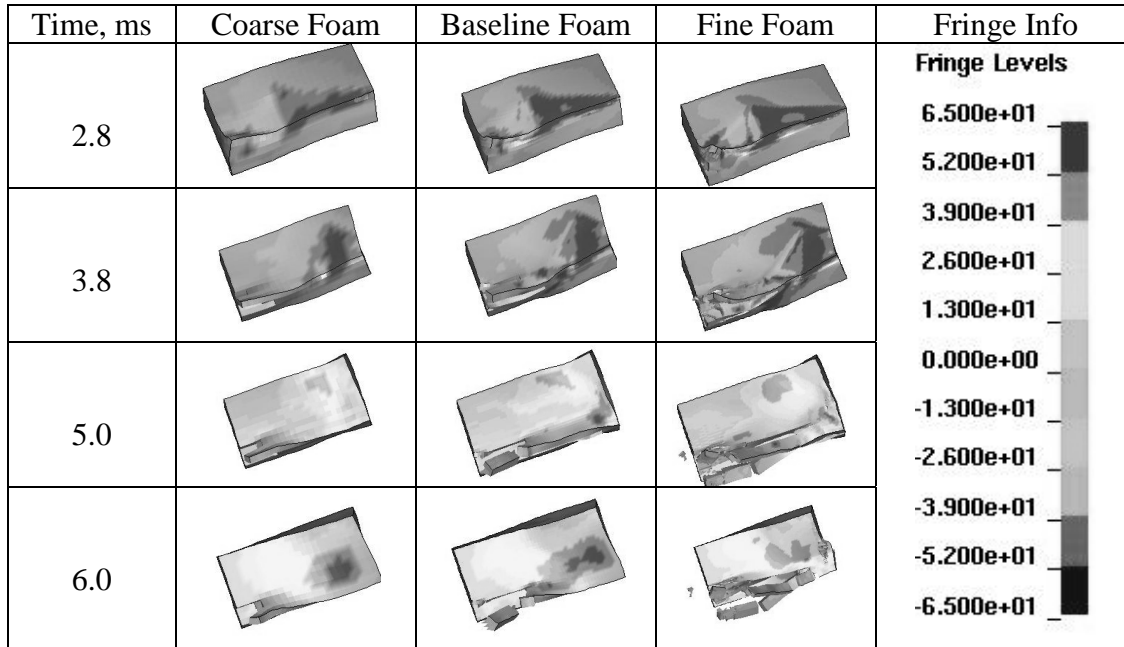 Time, ms Coarse Foam Baseline Foam Fine Foam Fringe Info
Fringe Levels
6.500e+01
5.200e+01
3.900e+01
2.600e+01
1.300e+01
0.000e+00
-1.300e+01
-2.600e+01
-3.900e+01
-5.200e+01
-6.500e+01
2.8
3.8
5.0
6.0